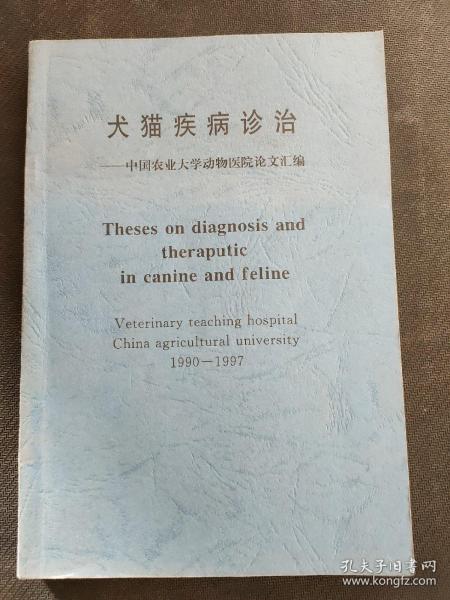 犬猫疾病诊治
——中国农业大学动物医院论文汇编
Theses on diagnosis and
theraputic
in canine and feline
Veterinary teaching hospital
China agricultural university
1990—1997
孔夫子旧书网
www.kongfz.com